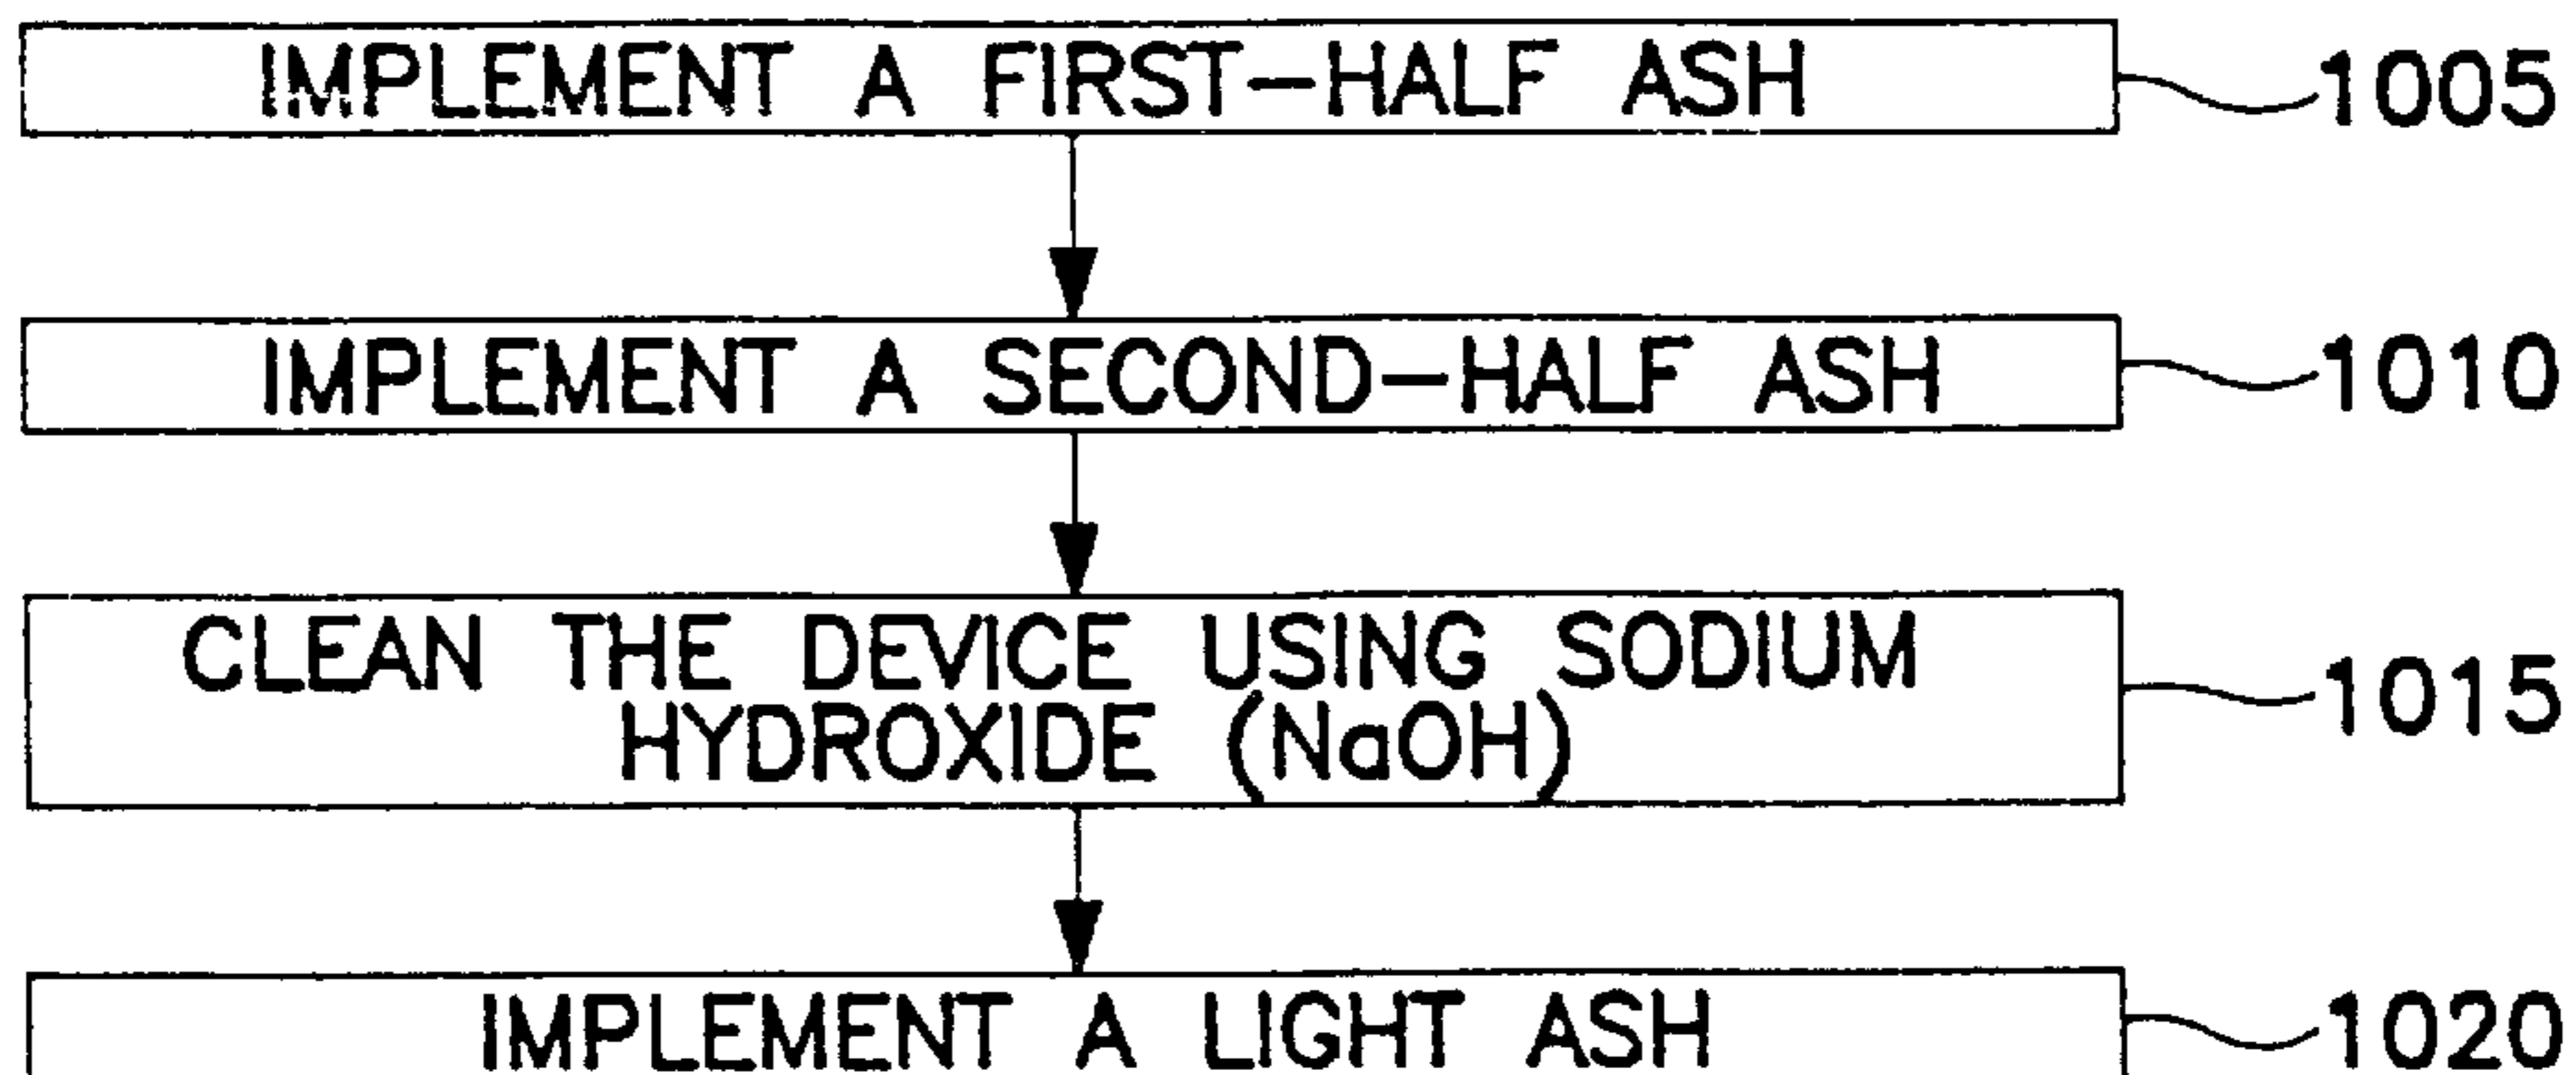 IMPLEMENT A FIRST-HALF ASH 1005
IMPLEMENT A SECOND-HALF ASH 1010
CLEAN THE DEVICE USING SODIUM
HYDROXIDE (NaOH) 1015
IMPLEMENT A LIGHT ASH 1020